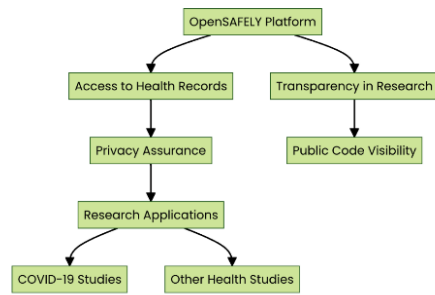 OpenSAFELY Platform
Access to Health Records
Transparency in Research
Privacy Assurance
Public Code Visibility
Research Applications
COVID-19 Studies
Other Health Studies